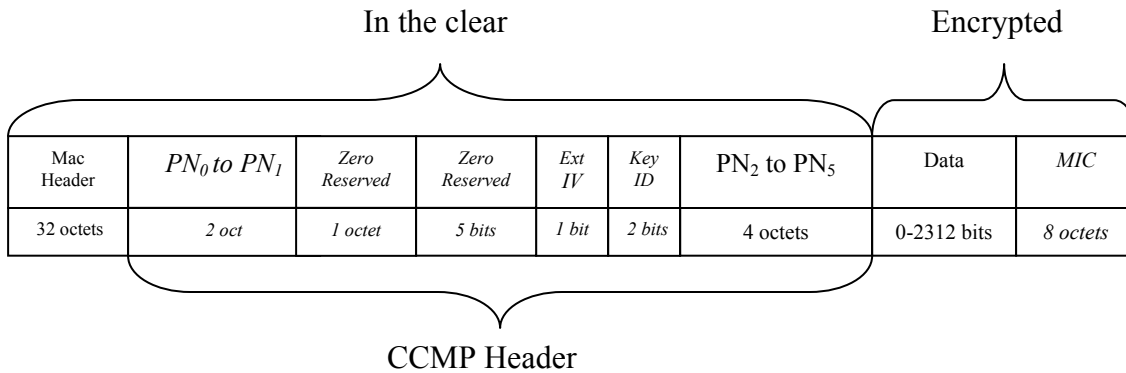 In the clear
Encrypted
Mac Header
PN0 to PN1
Zero Reserved
Zero Reserved
Ext IV
Key ID
PN2 to PN5
Data
MIC
32 octets
2 oct
1 octet
5 bits
1 bit
2 bits
4 octets
0-2312 bits
8 octets
CCMP Header